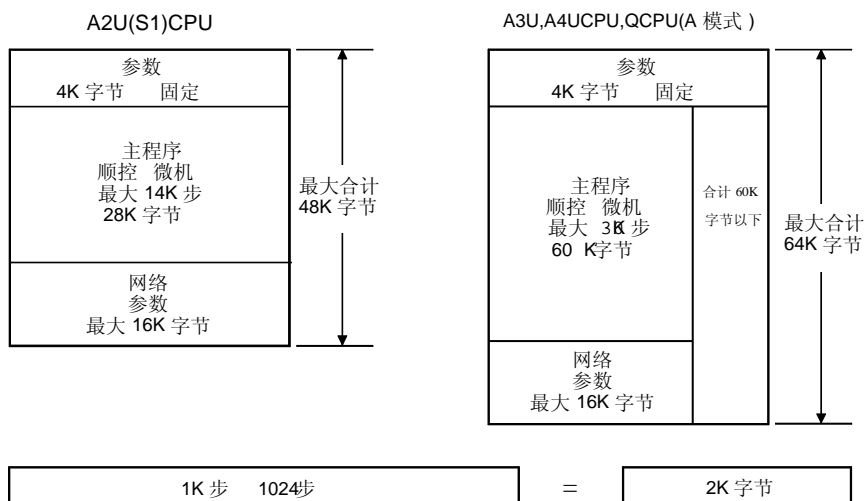 A2U(S1)CPU
参数
4K 字节 固定
主程序
顺控 微机
最大 14K 步
28K 字节
网络
参数
最大 16K 字节
最大合计
48K 字节
A3U,A4UCPU,QCPU(A 模式 )
参数
4K 字节 固定
主程序
顺控 微机
最大 30K 步
60 K字节
网络
参数
最大 16K 字节
合计 60K
字节以下
最大合计
64K 字节
1K 步 1024步
=
2K 字节